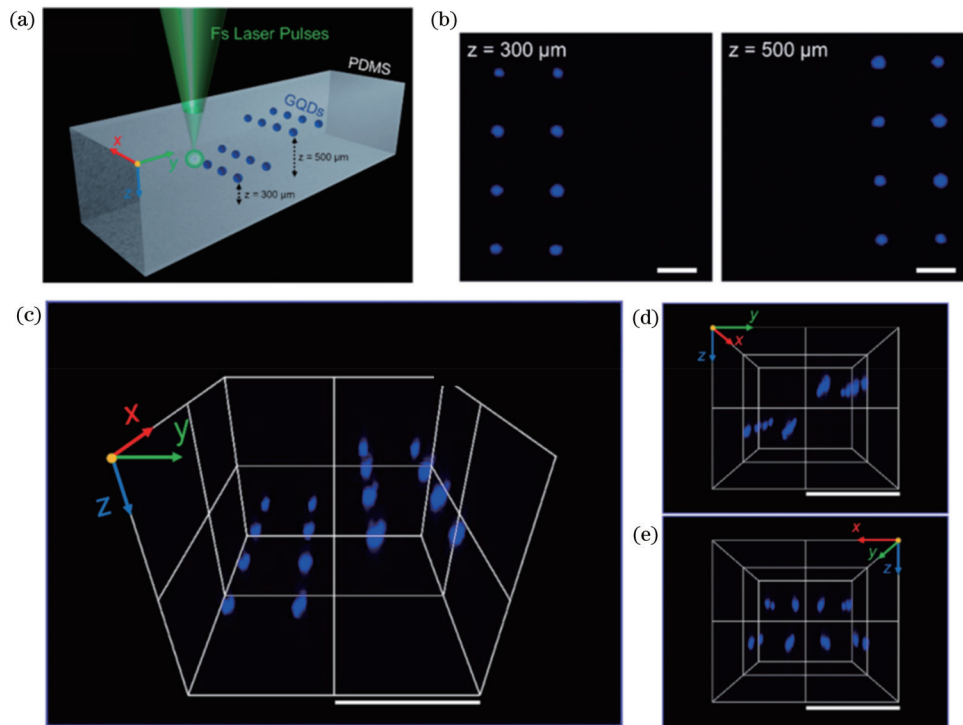 (a)
Fs Laser Pulses
PDMS
GQDs
x
y
z
z = 500 μm
z = 300 μm
(b)
z = 300 μm
z = 500 μm
(c)
x
y
z
(d)
y
x
z
(e)
x
y
z